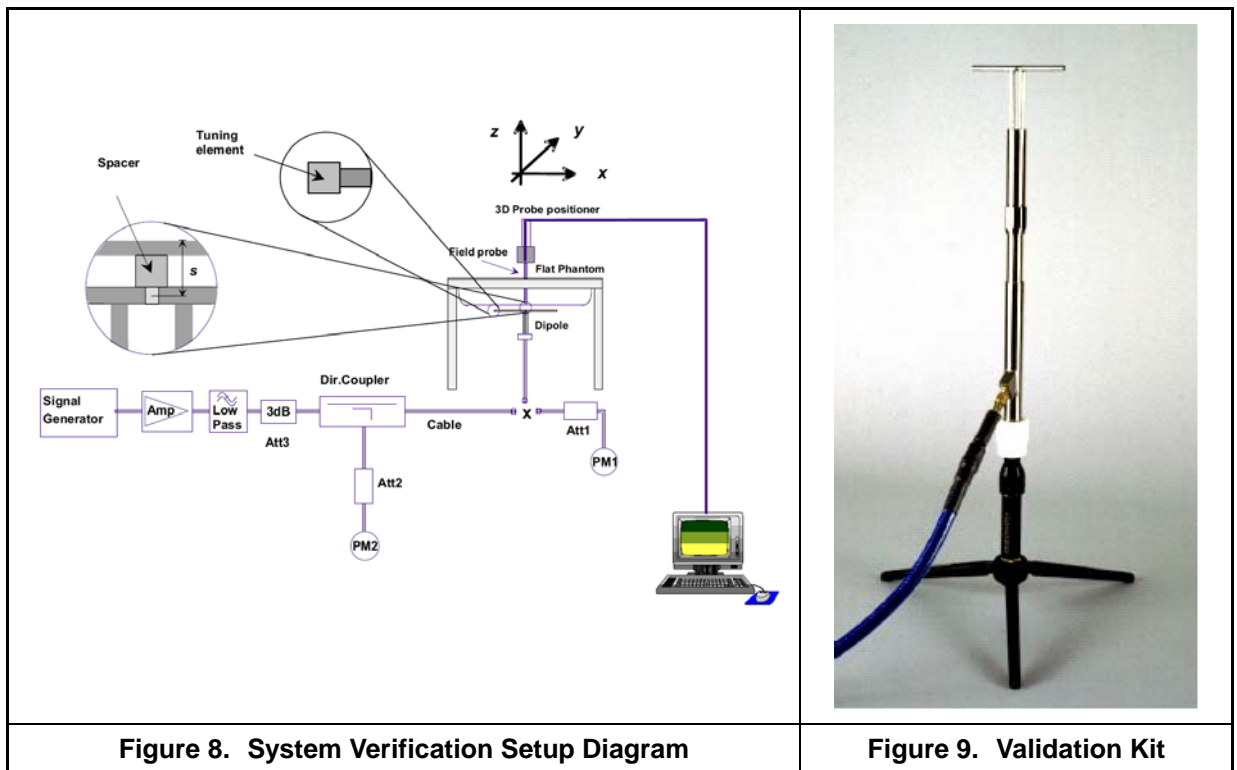 Tuning
element
Spacer
s
z
y
x
3D Probe positioner
Field probe
Flat Phantom
Dipole
Signal
Generator
Amp
Low
Pass
3dB
Att3
Dir.Coupler
Cable
x
Att1
PM1
Att2
PM2
Figure 8. System Verification Setup Diagram
Figure 9. Validation Kit